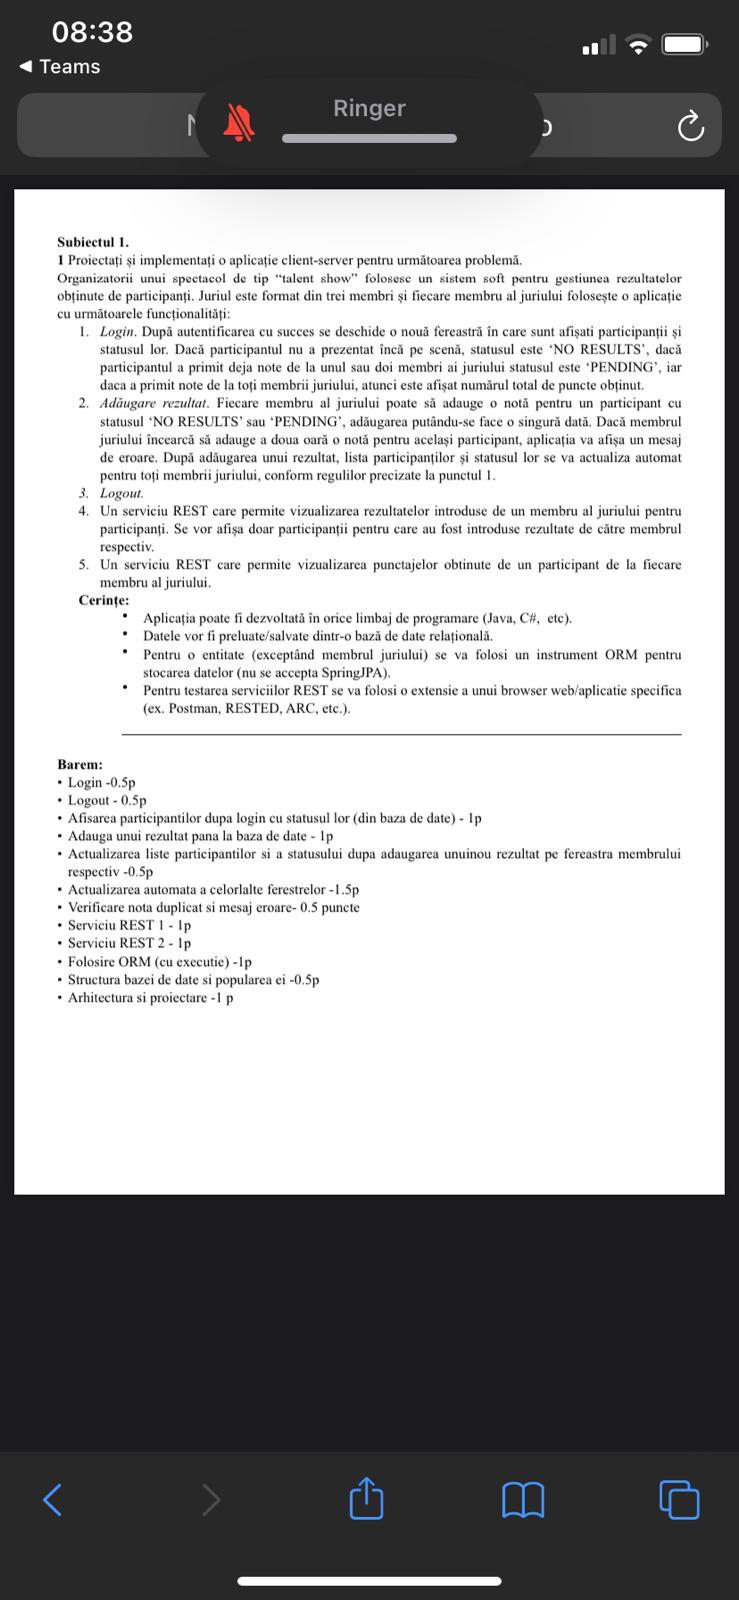 08:38
◀ Teams
Ringer
Subiectul 1.
1 Proiectați și implementați o aplicație client-server pentru următoarea problemă.
Organizatorii unui spectacol de tip “talent show” folosesc un sistem soft pentru gestiunea rezultatelor
obținute de participanți. Juriul este format din trei membri și fiecare membru al juriului folosește o aplicație
cu următoarele funcționalități:
1. Login. După autentificarea cu succes se deschide o nouă fereastră în care sunt afișati participanții și
statusul lor. Dacă participantul nu a prezentat încă pe scenă, statusul este ‘NO RESULTS’, dacă
participantul a primit deja note de la unul sau doi membri ai juriului statusul este ‘PENDING’, iar
daca a primit note de la toți membrii juriului, atunci este afișat numărul total de puncte obținut.
2. Adăugare rezultat. Fiecare membru al juriului poate să adauge o notă pentru un participant cu
statusul ‘NO RESULTS’ sau ‘PENDING’, adăugarea putându-se face o singură dată. Dacă membrul
juriului încearcă să adauge a doua oară o notă pentru același participant, aplicația va afișa un mesaj
de eroare. După adăugarea unui rezultat, lista participanților și statusul lor se va actualiza automat
pentru toți membrii juriului, conform regulilor precizate la punctul 1.
3. Logout.
4. Un serviciu REST care permite vizualizarea rezultatelor introduse de un membru al juriului pentru
participanți. Se vor afișa doar participanții pentru care au fost introduse rezultate de către membrul
respectiv.
5. Un serviciu REST care permite vizualizarea punctajelor obtinute de un participant de la fiecare
membru al juriului.
Cerințe:
• Aplicația poate fi dezvoltată în orice limbaj de programare (Java, C#, etc).
• Datele vor fi preluate/salvate dintr-o bază de date relațională.
• Pentru o entitate (exceptând membrul juriului) se va folosi un instrument ORM pentru
stocarea datelor (nu se accepta SpringJPA).
• Pentru testarea serviciilor REST se va folosi o extensie a unui browser web/aplicatie specifica
(ex. Postman, RESTED, ARC, etc.).
Barem:
• Login -0.5p
• Logout - 0.5p
• Afisarea participantilor dupa login cu statusul lor (din baza de date) - 1p
• Adauga unui rezultat pana la baza de date - 1p
• Actualizarea liste participantilor si a statusului dupa adaugarea unuinou rezultat pe fereastra membrului
respectiv -0.5p
• Actualizarea automata a celorlalte ferestrelor -1.5p
• Verificare nota duplicat si mesaj eroare- 0.5 puncte
• Serviciu REST 1 - 1p
• Serviciu REST 2 - 1p
• Folosire ORM (cu executie) -1p
• Structura bazei de date si popularea ei -0.5p
• Arhitectura si proiectare -1 p